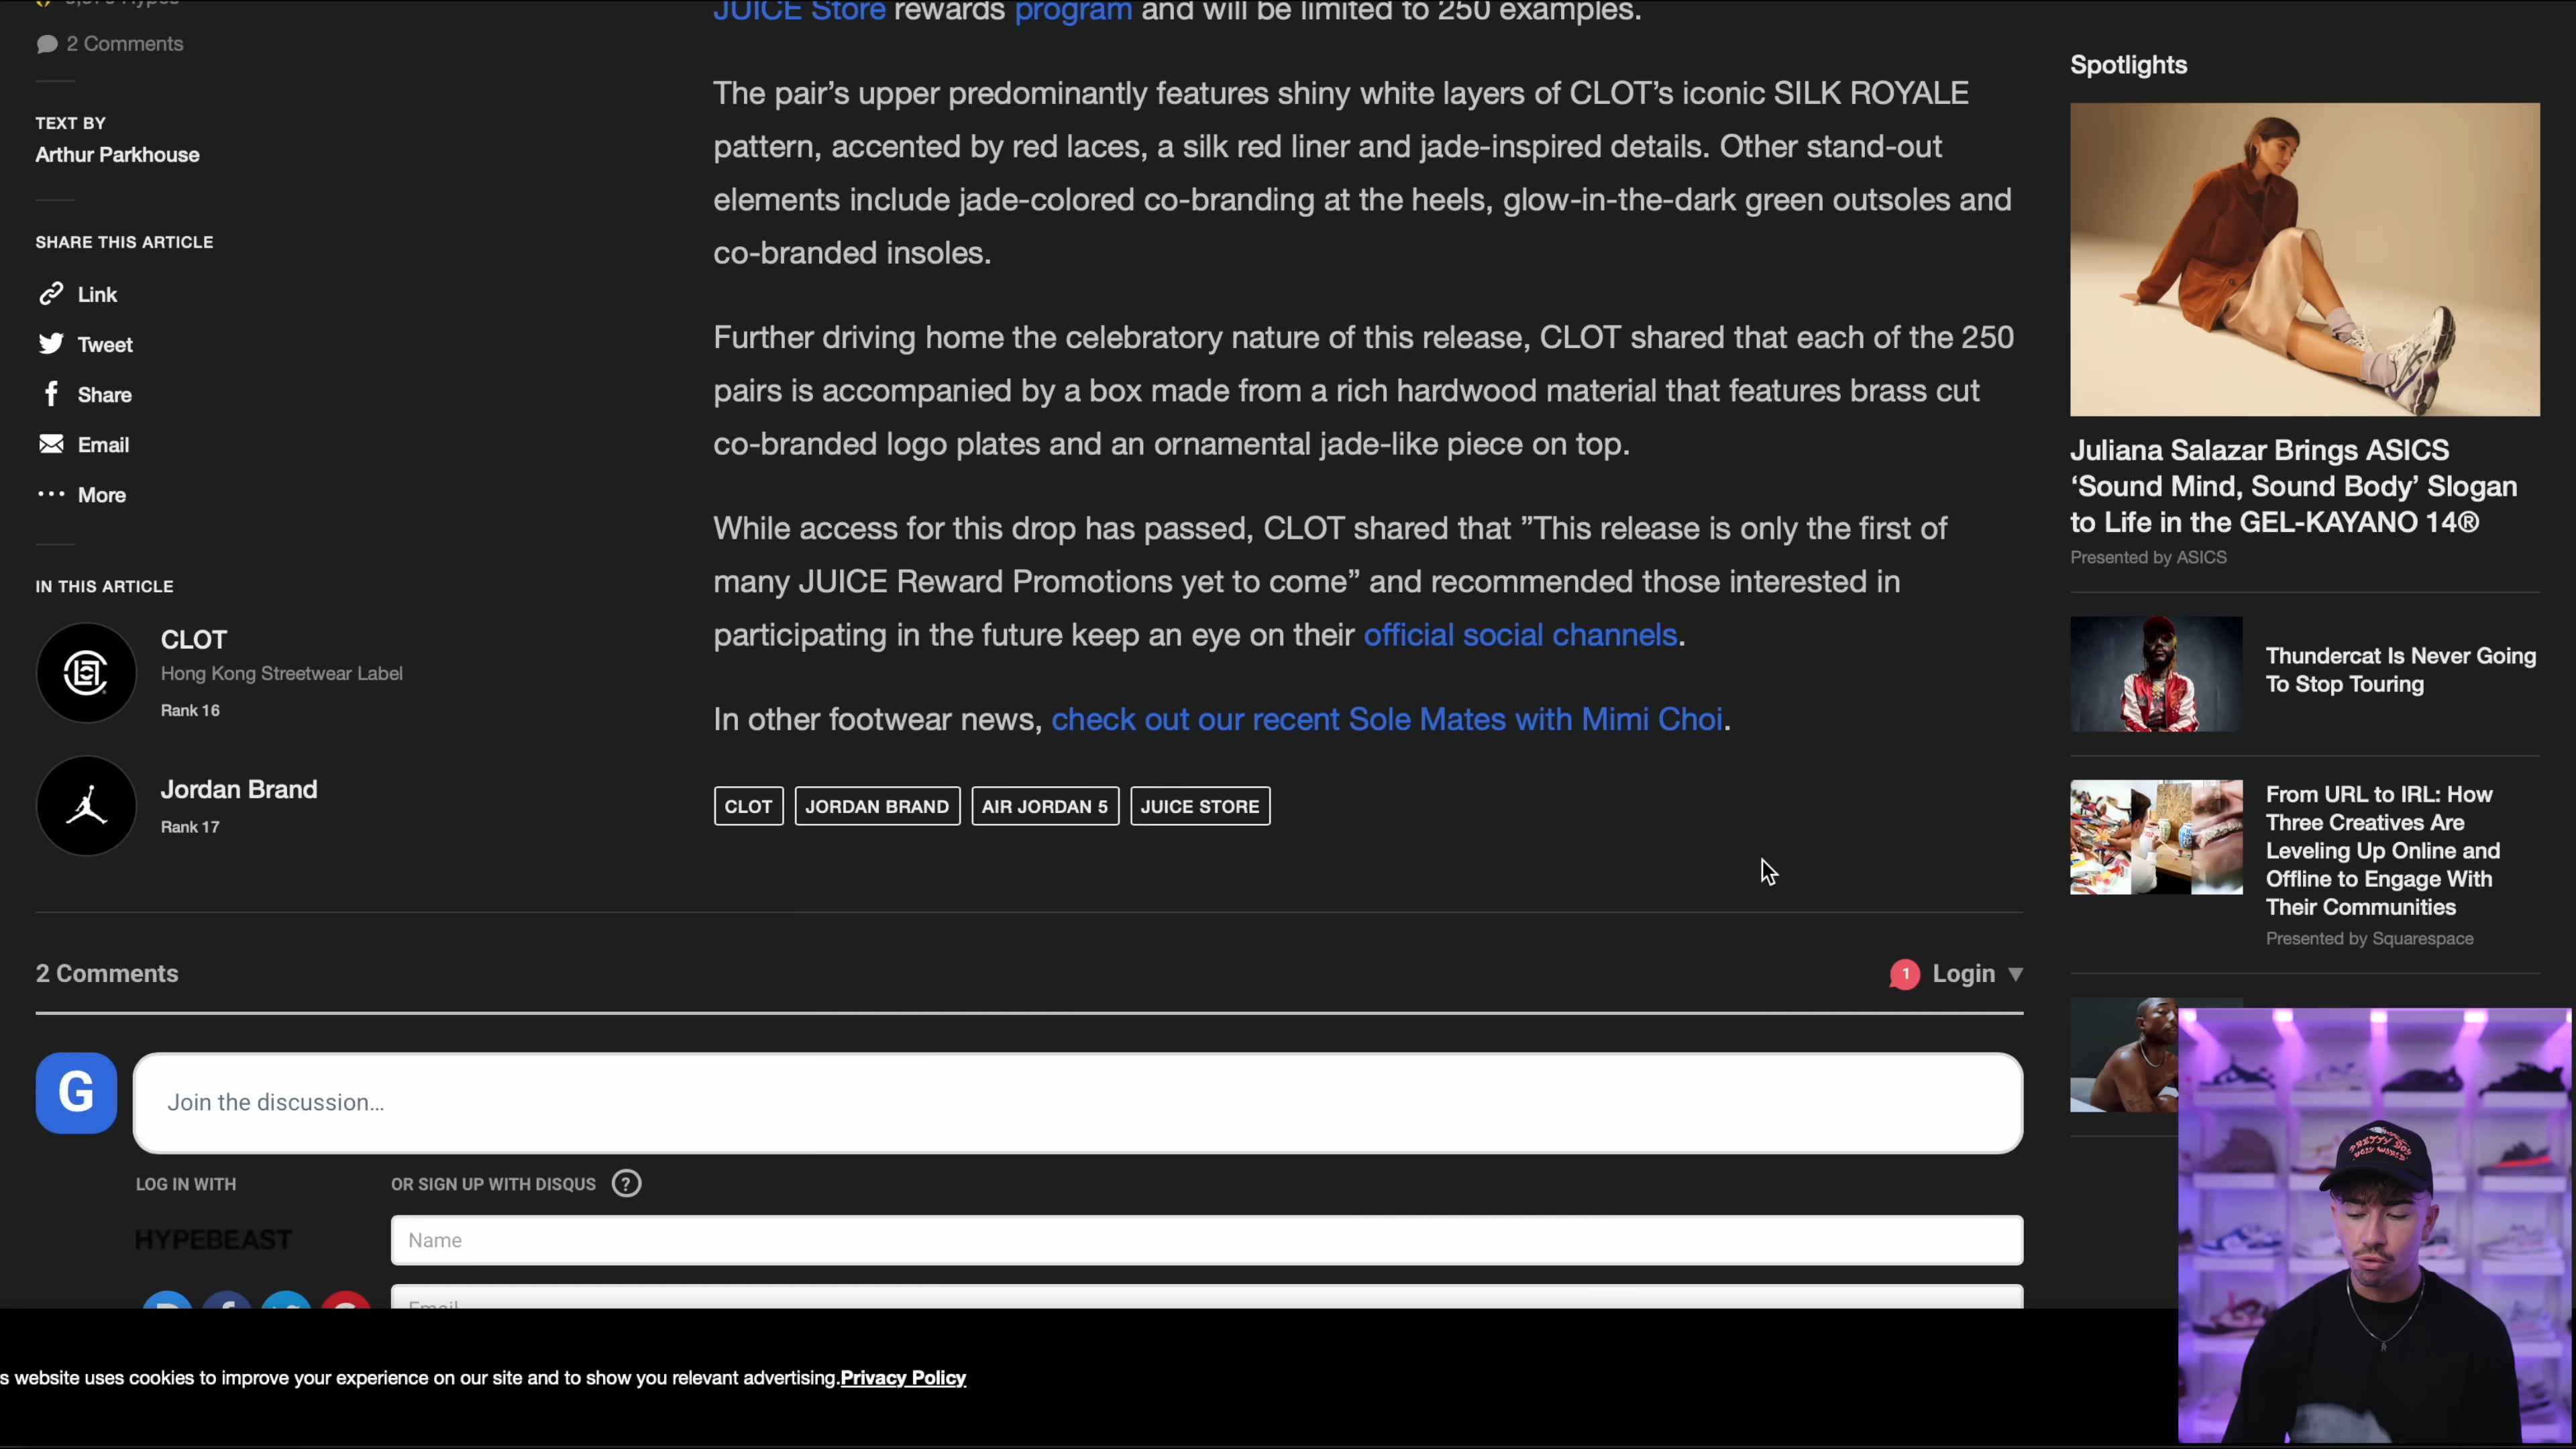 2 Comments
TEXT BY
Arthur Parkhouse
SHARE THIS ARTICLE
Link
Tweet
Share
Email
More
IN THIS ARTICLE
CLOT
Hong Kong Streetwear Label
Rank 16
Jordan Brand
Rank 17
JUICE Store rewards program and will be limited to 250 examples.
The pair’s upper predominantly features shiny white layers of CLOT’s iconic SILK ROYALE
pattern, accented by red laces, a silk red liner and jade-inspired details. Other stand-out
elements include jade-colored co-branding at the heels, glow-in-the-dark green outsoles and
co-branded insoles.
Further driving home the celebratory nature of this release, CLOT shared that each of the 250
pairs is accompanied by a box made from a rich hardwood material that features brass cut
co-branded logo plates and an ornamental jade-like piece on top.
While access for this drop has passed, CLOT shared that ”This release is only the first of
many JUICE Reward Promotions yet to come” and recommended those interested in
participating in the future keep an eye on their official social channels.
In other footwear news, check out our recent Sole Mates with Mimi Choi.
CLOT JORDAN BRAND AIR JORDAN 5 JUICE STORE
Spotlights
Juliana Salazar Brings ASICS
‘Sound Mind, Sound Body’ Slogan
to Life in the GEL-KAYANO 14®
Presented by ASICS
Thundercat Is Never Going
To Stop Touring
From URL to IRL: How
Three Creatives Are
Leveling Up Online and
Offline to Engage With
Their Communities
Presented by Squarespace
2 Comments
1 Login
G
Join the discussion...
LOG IN WITH
OR SIGN UP WITH DISQUS ?
HYPEBEAST
Name
PRETTY BOY
UGLY WORLD
s website uses cookies to improve your experience on our site and to show you relevant advertising.Privacy Policy